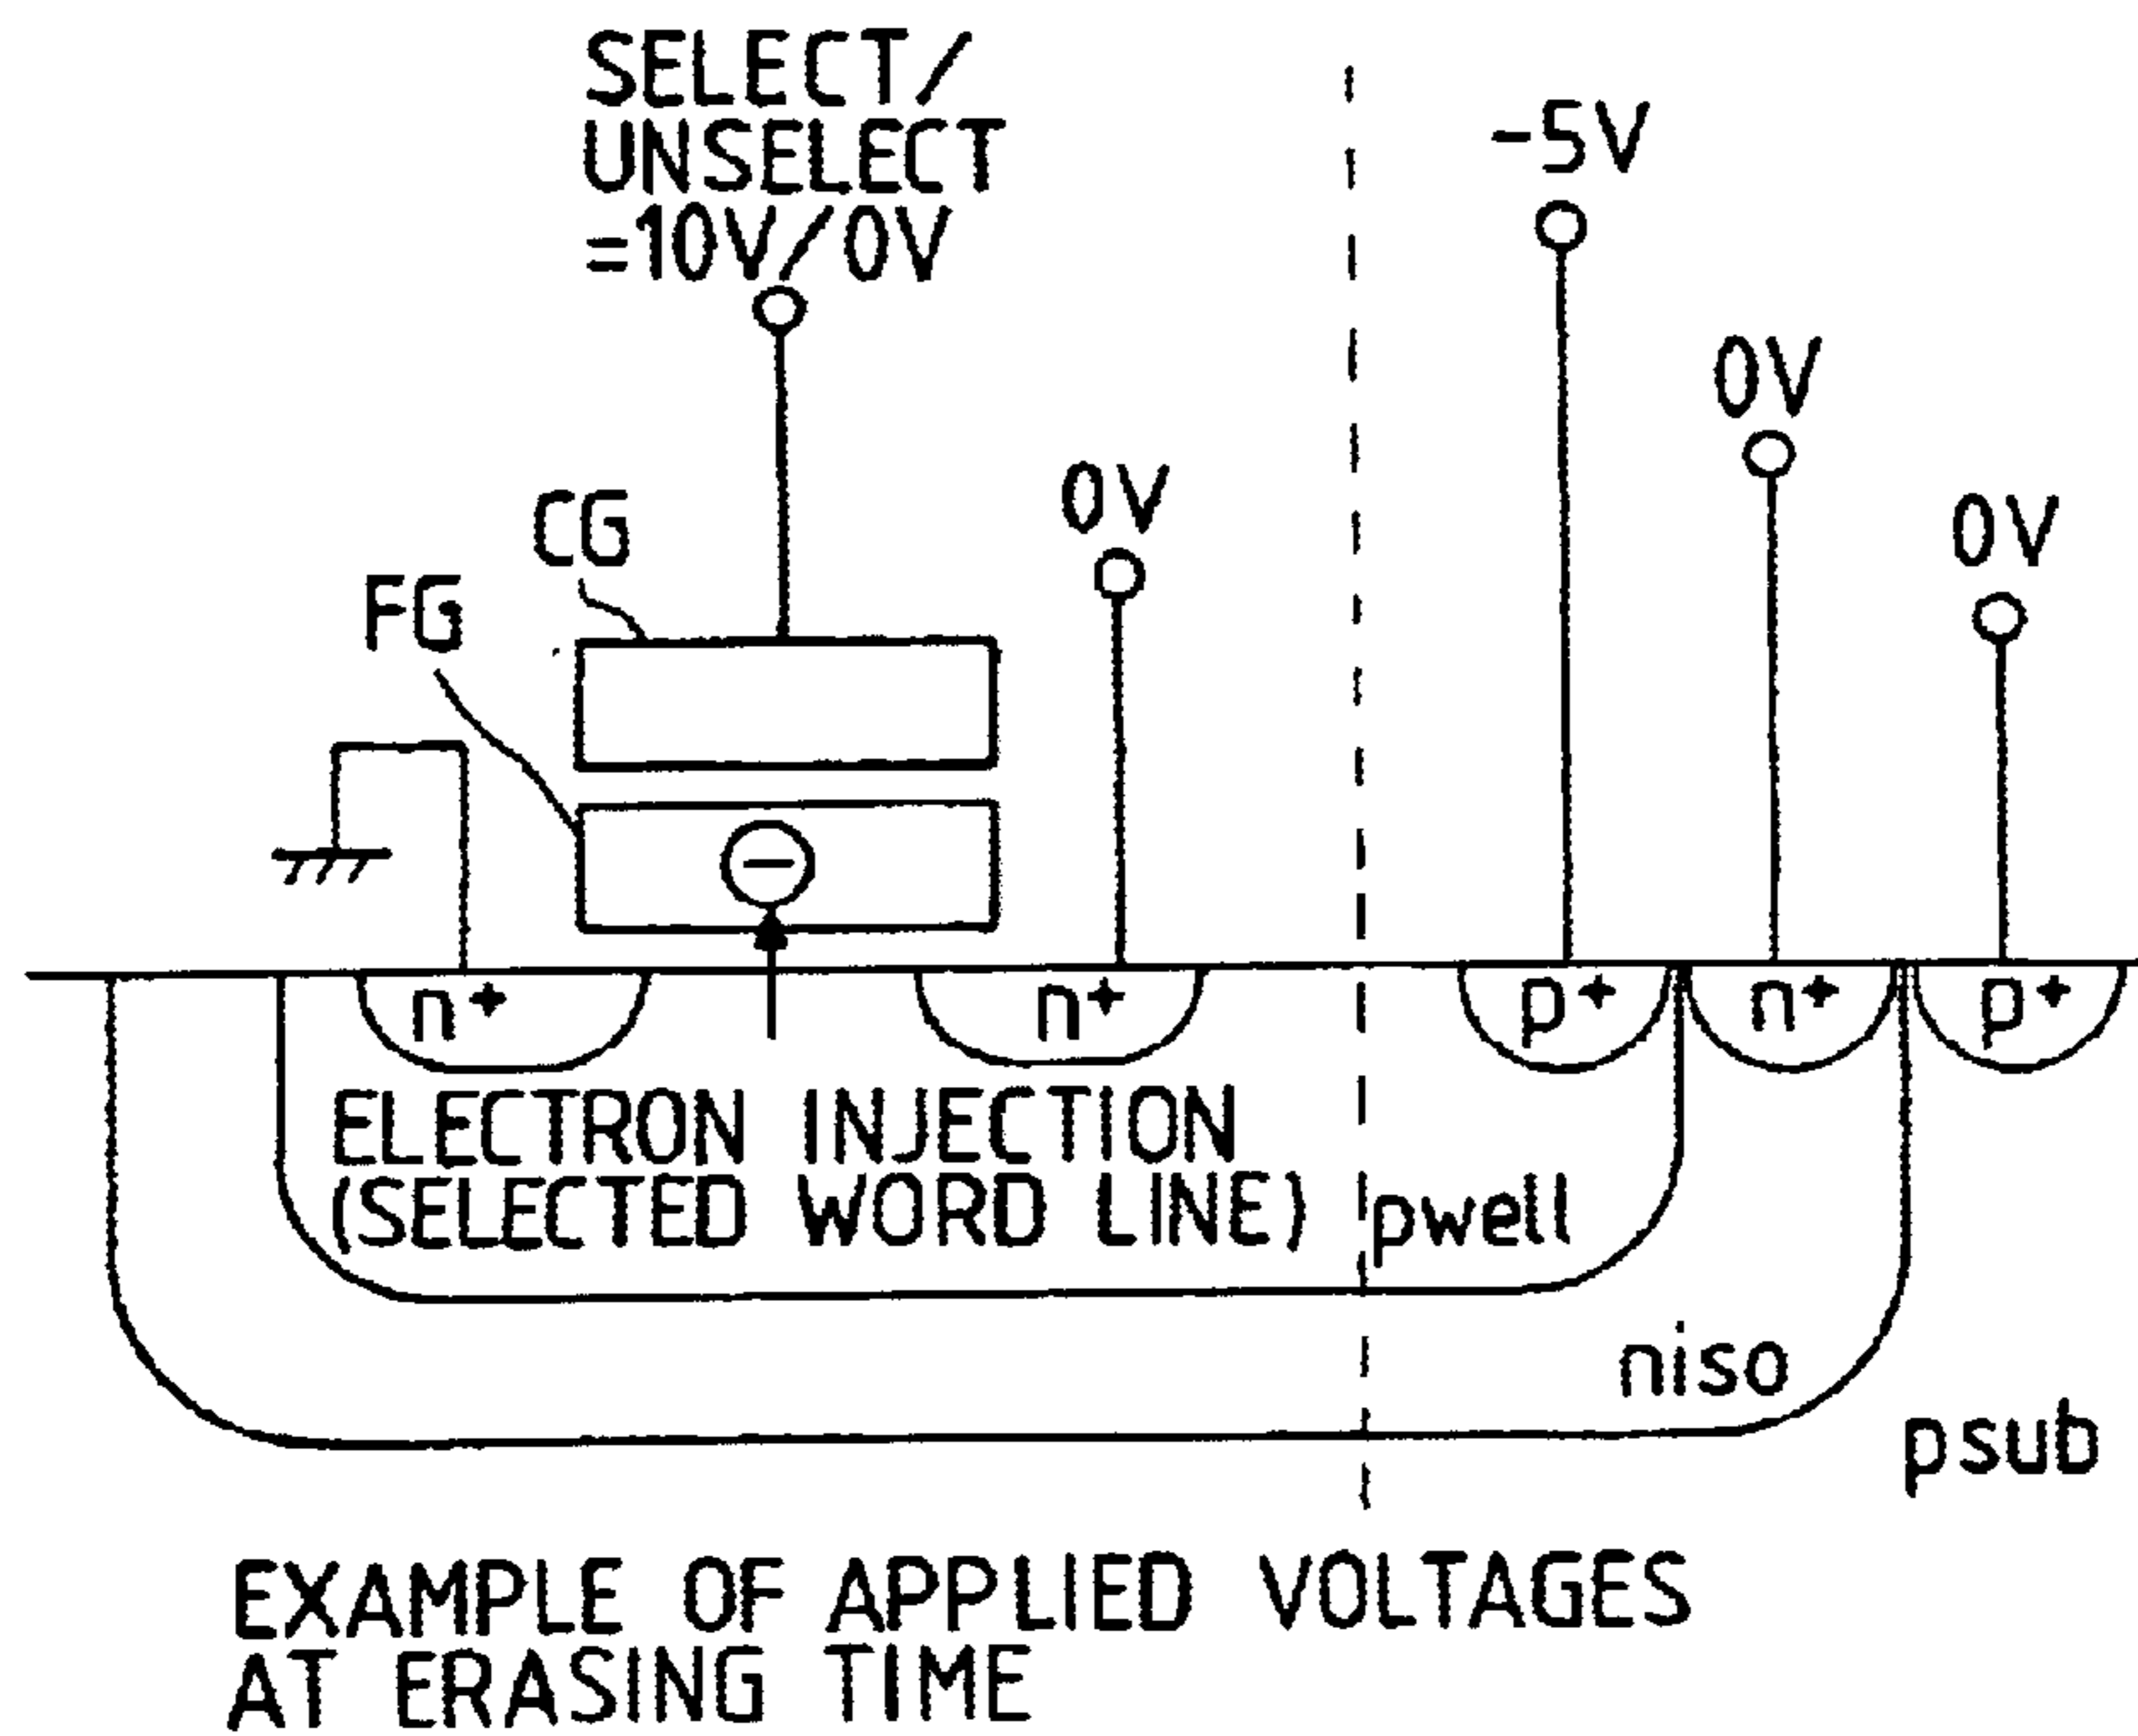 SELECT/
UNSELECT
=10V/0V
-5V
0V
0V
0V
CG
FG
n+
n+
p+
n+
p+
ELECTRON INJECTION
(SELECTED WORD LINE)
pwell
niso
psub
EXAMPLE OF APPLIED VOLTAGES
AT ERASING TIME